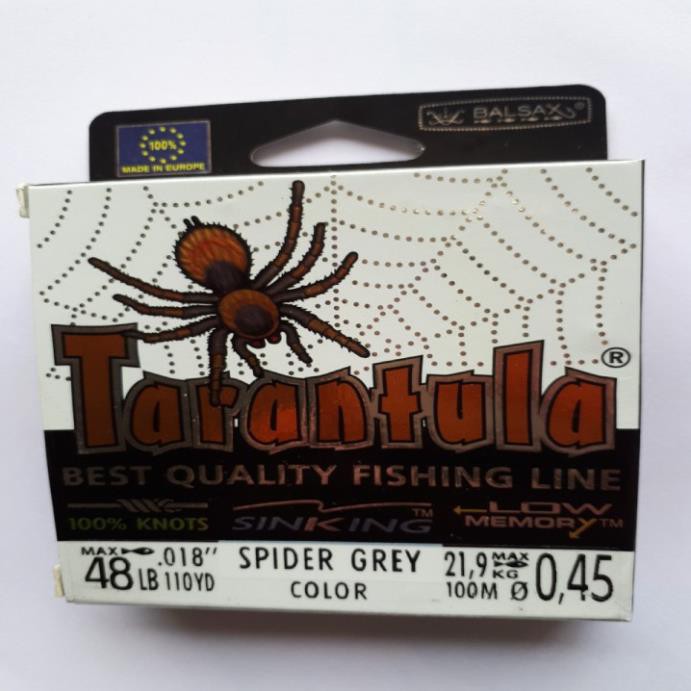 BALSAX®
100%
MADE IN EUROPE
Tarantula®
BEST QUALITY FISHING LINE
100% KNOTS SINKING™ LOW MEMORY™
MAX .018’’ SPIDER GREY 21,9 MAX KG Ø 0,45
48 LB 110YD COLOR 100M